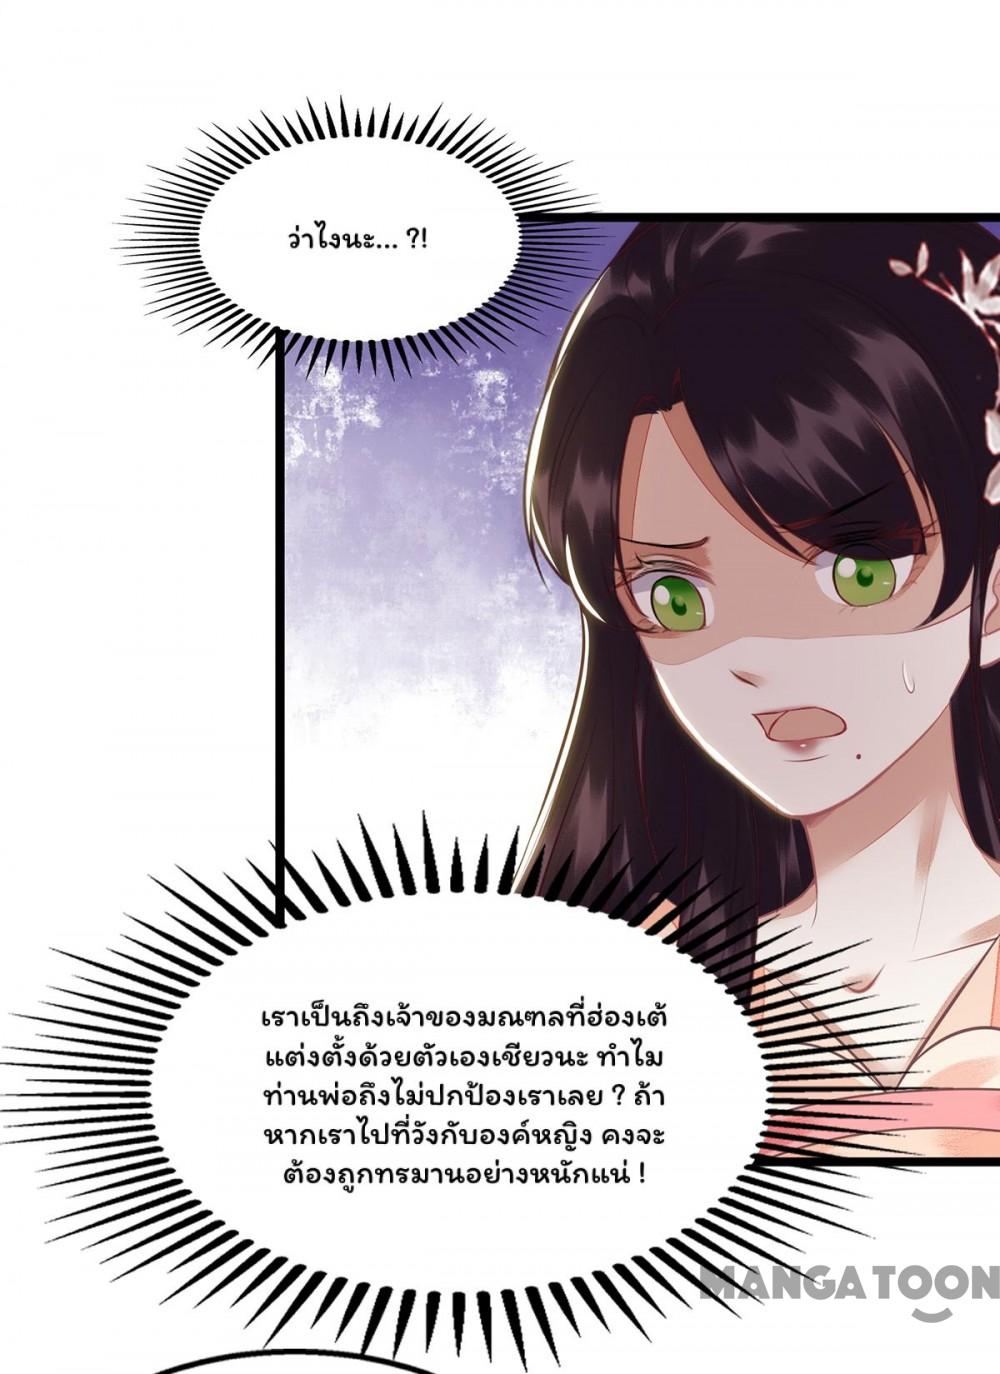 ว่าไงนะ... ?!
เราเป็นถึงเจ้าของมณฑลที่ฮ่องเต้
แต่งตั้งด้วยตัวเองเชียวนะ ทำไม
ท่านพ่อถึงไม่ปกป้องเราเลย ? ถ้า
หากเราไปที่วังกับองค์หญิง คงจะ
ต้องถูกทรมานอย่างหนักแน่ !
MANGATOON